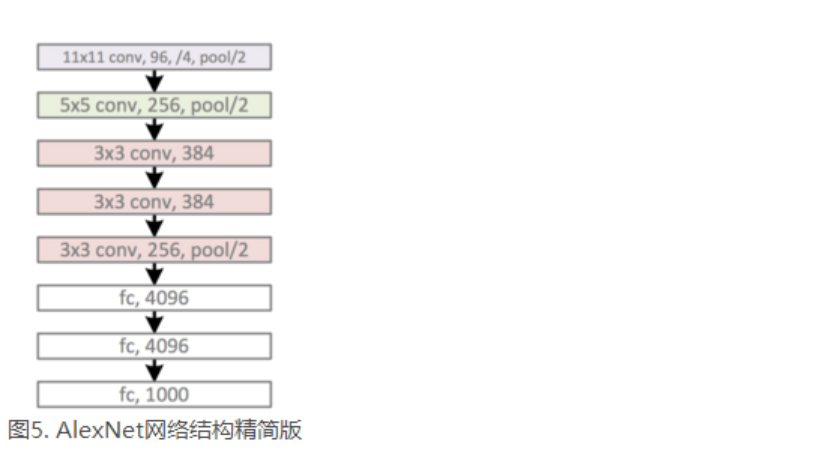 11x11 conv, 96, /4, pool/2
5x5 conv, 256, pool/2
3x3 conv, 384
3x3 conv, 384
3x3 conv, 256, pool/2
fc, 4096
fc, 4096
fc, 1000
图5. AlexNet网络结构精简版